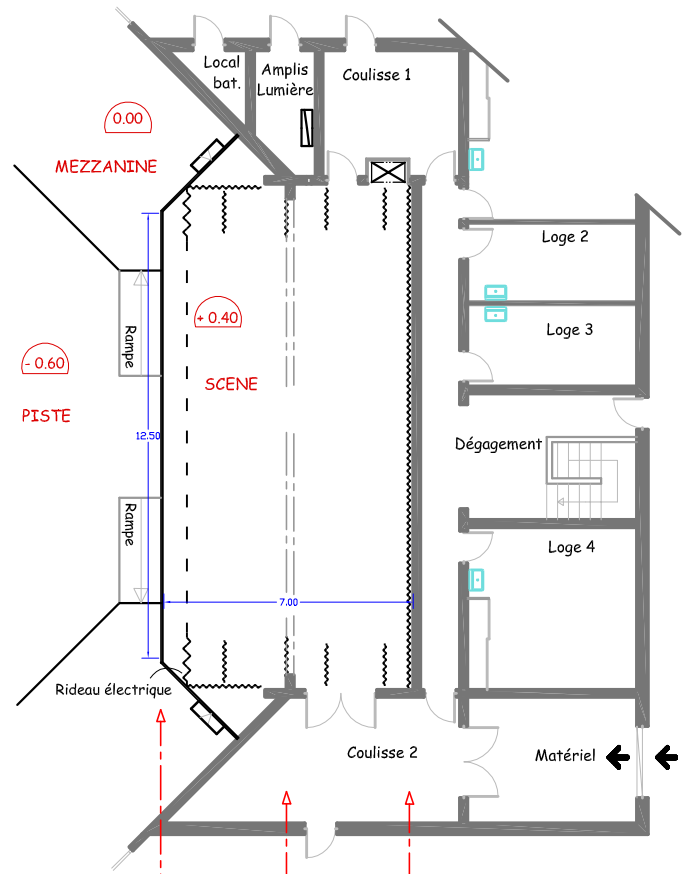 Local
bat.
Amplis
Lumière
Coulisse 1
0.00
MEZZANINE
Loge 2
+ 0.40
Loge 3
Rampe
- 0.60
SCENE
PISTE
12.50
Dégagement
Rampe
Loge 4
7.00
Rideau électrique
Coulisse 2
Matériel